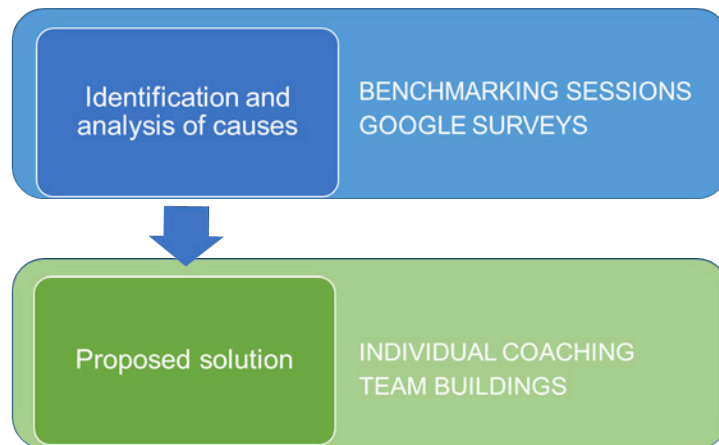 Identification and
analysis of causes
BENCHMARKING SESSIONS
GOOGLE SURVEYS
Proposed solution
INDIVIDUAL COACHING
TEAM BUILDINGS